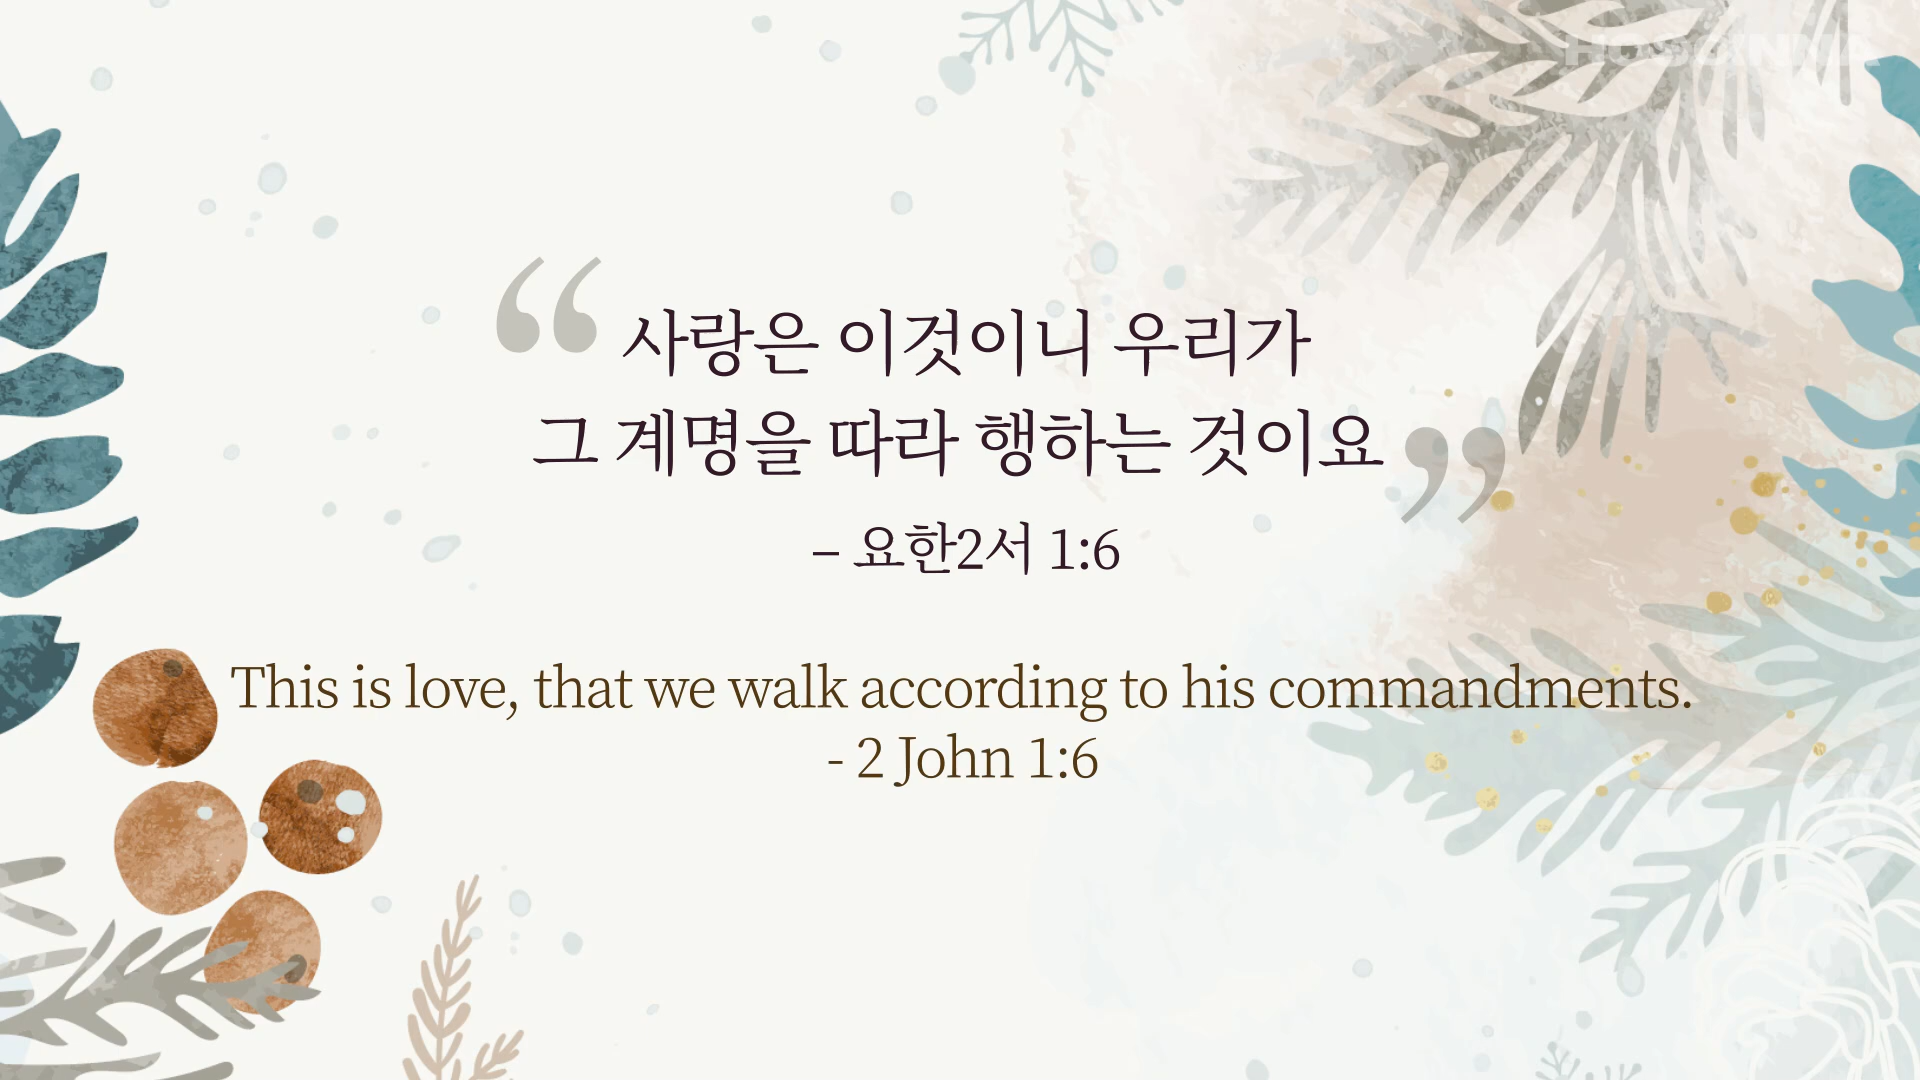 “사랑은 이것이니 우리가
그 계명을 따라 행하는 것이요”
– 요한2서 1:6
This is love, that we walk according to his commandments.
- 2 John 1:6